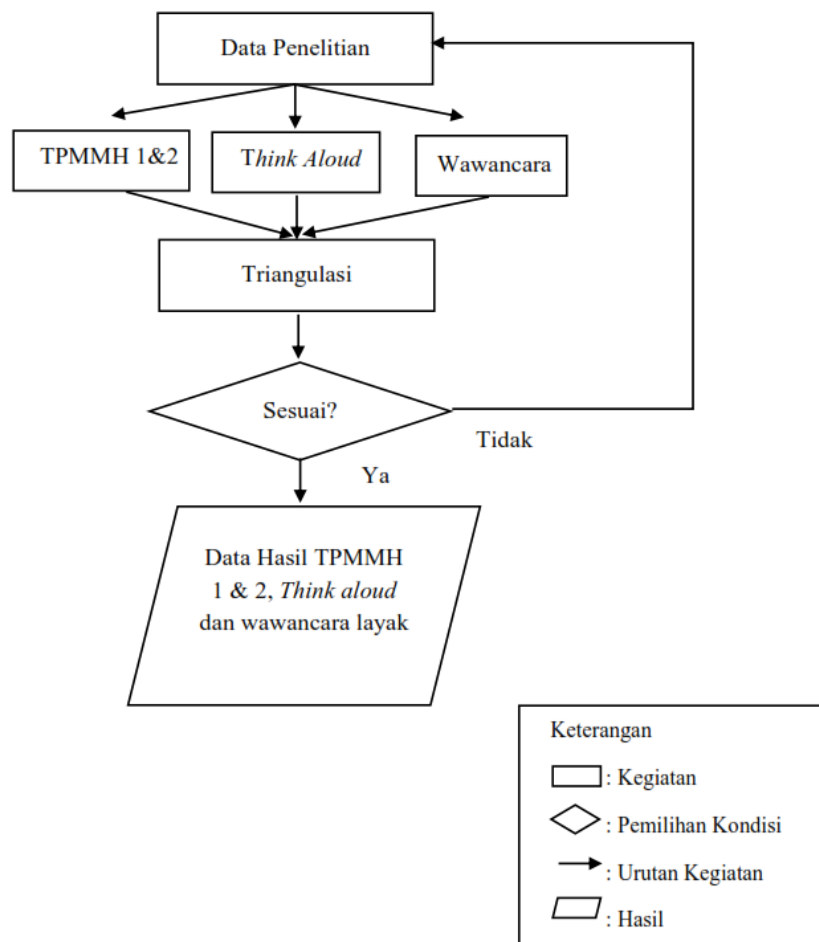 Data Penelitian
TPMMH 1&2
Think Aloud
Wawancara
Triangulasi
Sesuai?
Tidak
Ya
Data Hasil TPMMH
1 & 2, Think aloud
dan wawancara layak
Keterangan
: Kegiatan
: Pemilihan Kondisi
: Urutan Kegiatan
: Hasil